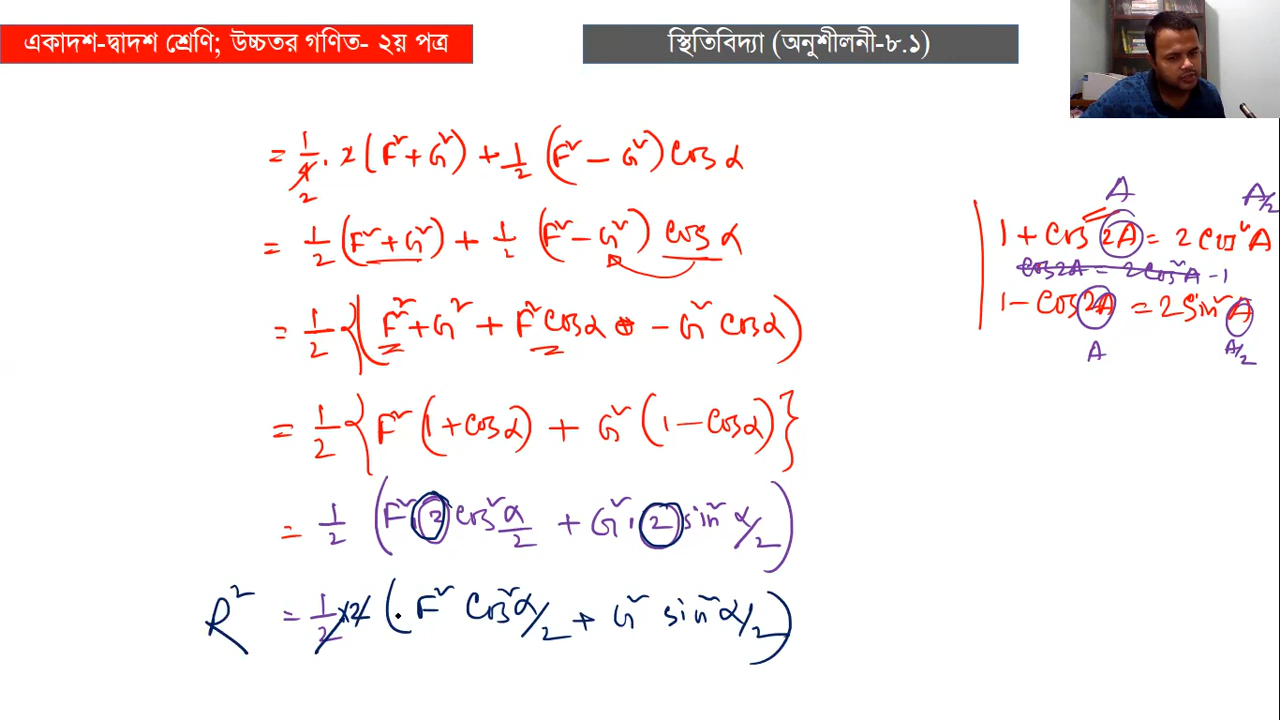 একাদশ-দ্বাদশ শ্রেণি; উচ্চতর গণিত- ২য় পত্র
স্থিতিবিদ্যা (অনুশীলনী-৮.১)
= 1/4 2 . 2 (F² + G²) + 1/2 (F² - G²) Cos α
= 1/2 (F² + G²) + 1/2 (F² - G²) Cos α
= 1/2 {(F² + G² + F² Cos α - G² Cos α)
= 1/2 {F² (1 + Cos α) + G² (1 - Cos α)}
= 1/2 (F² . 2 Cos² α/2 + G² . 2 sin² α/2)
R² = 1/2 × 2 (. F² Cos² α/2 + G² sin² α/2)
A A/2
1 + Cos 2A = 2 Cos² A
Cos 2A = 2 Cos² A - 1
1 - Cos 2A = 2 Sin² A
A A/2